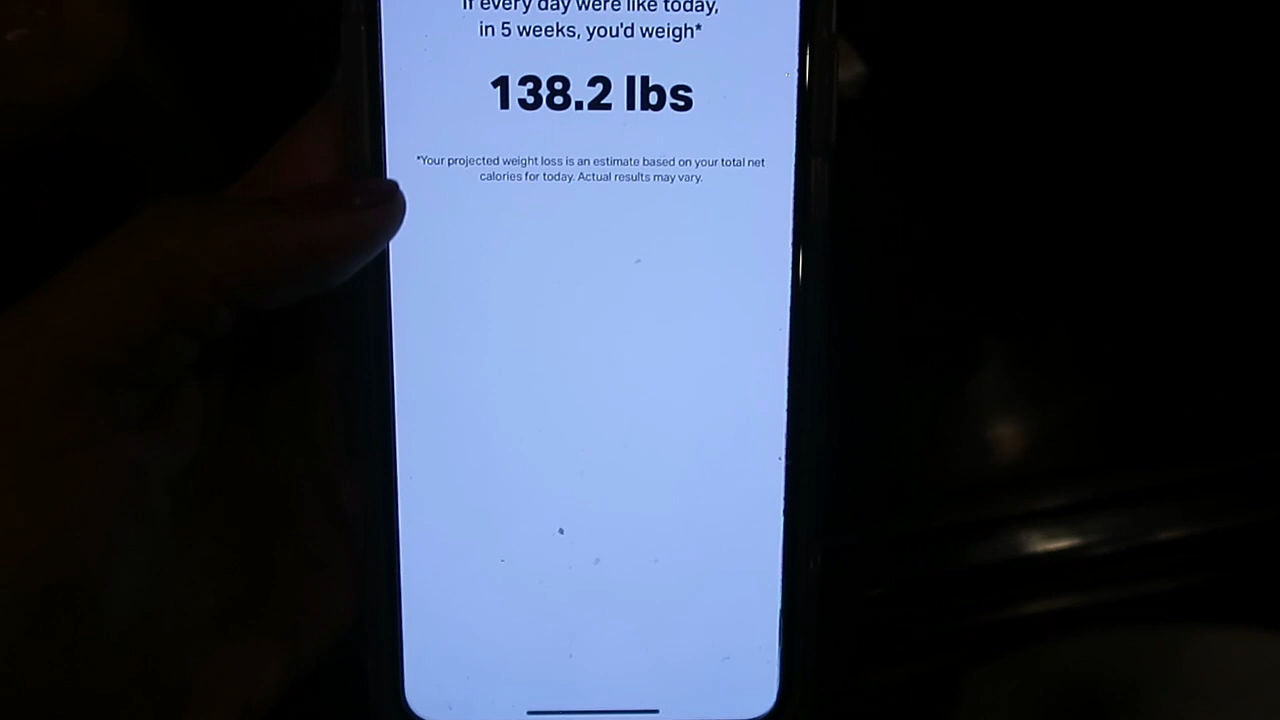 If every day were like today,
in 5 weeks, you'd weigh*
138.2 lbs
*Your projected weight loss is an estimate based on your total net
calories for today. Actual results may vary.